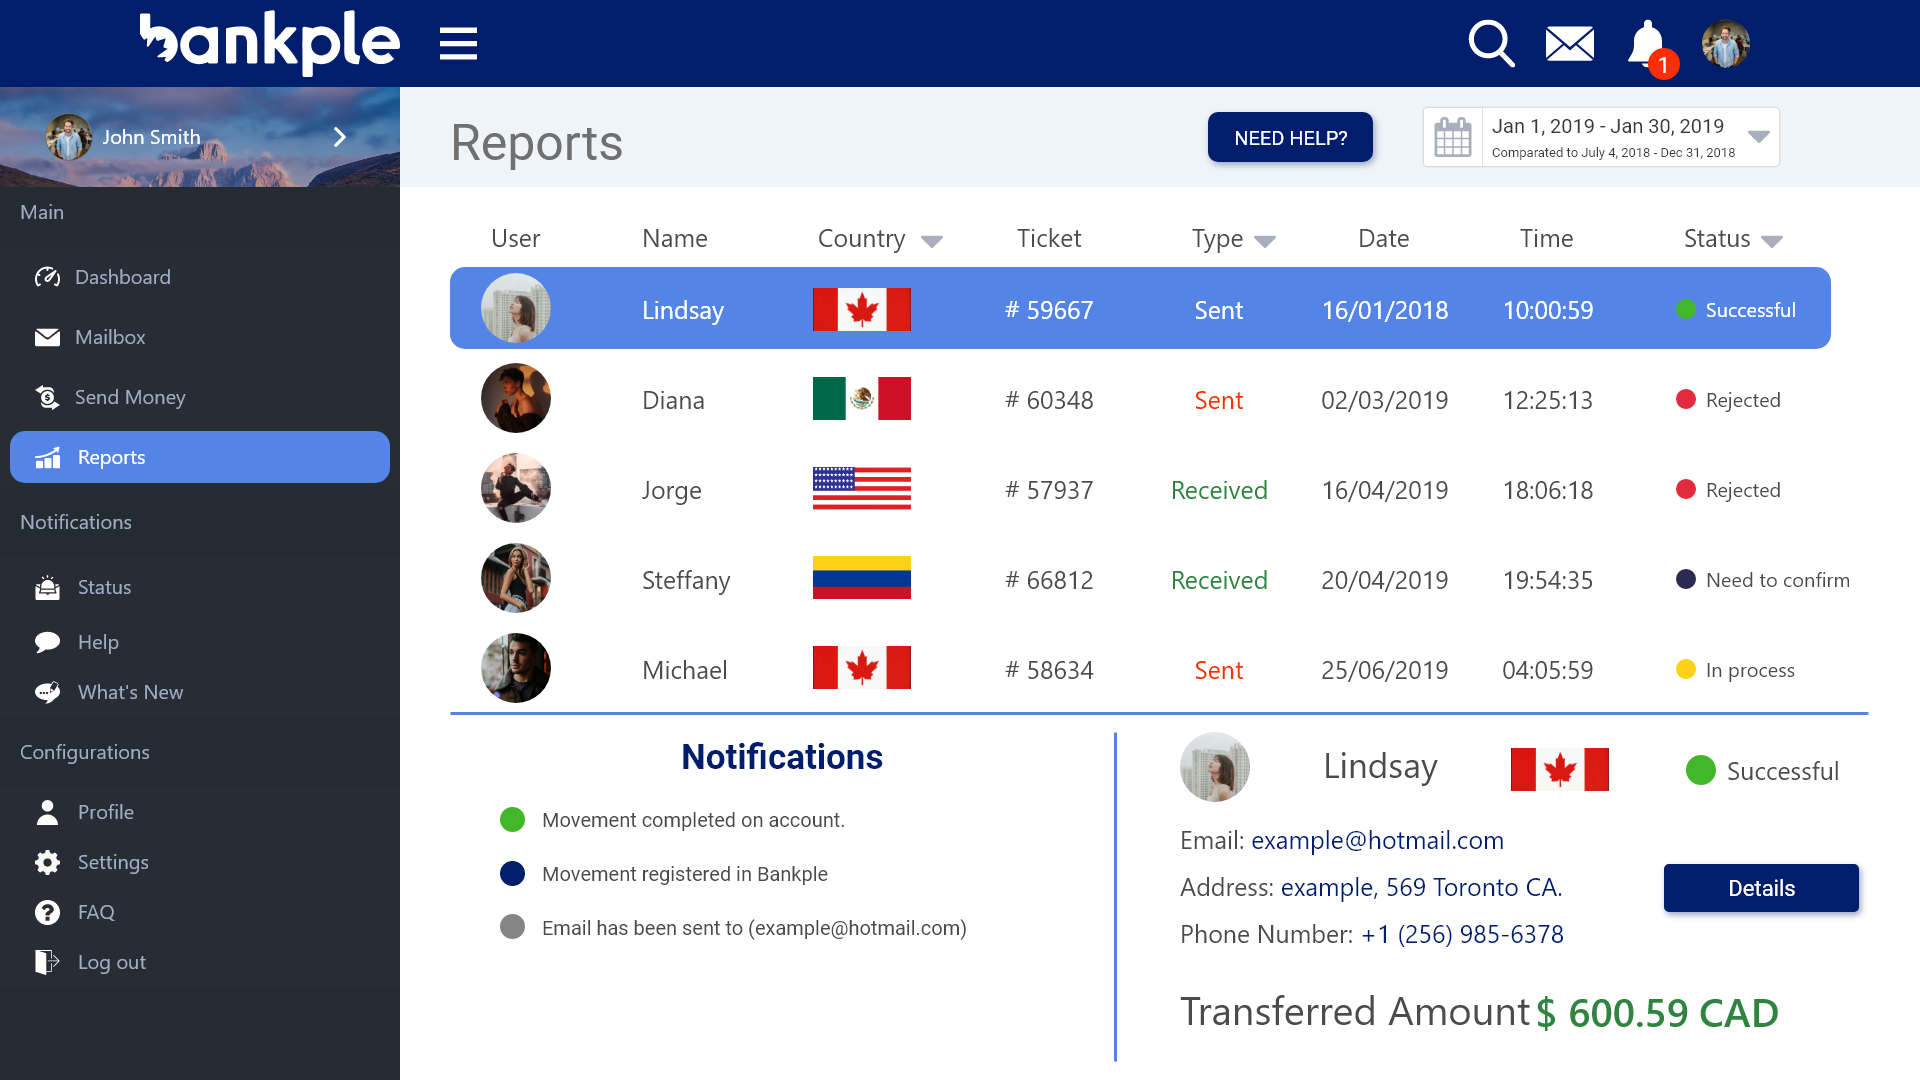 bankple
1
John Smith
Reports
NEED HELP?
Jan 1, 2019 - Jan 30, 2019
Comparated to July 4, 2018 - Dec 31, 2018
Main
Dashboard
Mailbox
Send Money
Reports
Notifications
Status
Help
What's New
Configurations
Profile
Settings
FAQ
Log out
User Name Country Ticket Type Date Time Status
Lindsay # 59667 Sent 16/01/2018 10:00:59 Successful
Diana # 60348 Sent 02/03/2019 12:25:13 Rejected
Jorge # 57937 Received 16/04/2019 18:06:18 Rejected
Steffany # 66812 Received 20/04/2019 19:54:35 Need to confirm
Michael # 58634 Sent 25/06/2019 04:05:59 In process
Notifications
Movement completed on account.
Movement registered in Bankple
Email has been sent to (example@hotmail.com)
Lindsay Successful
Email: example@hotmail.com
Address: example, 569 Toronto CA.
Phone Number: +1 (256) 985-6378
Details
Transferred Amount $ 600.59 CAD